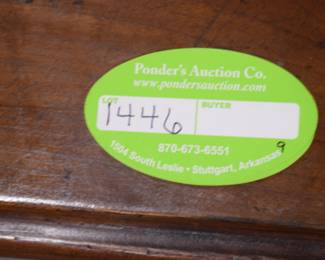 Ponder's Auction Co.
www.pondersauction.com
LOT BUYER
1446
870-673-6551
1504 South Leslie • Stuttgart, Arkansas
9